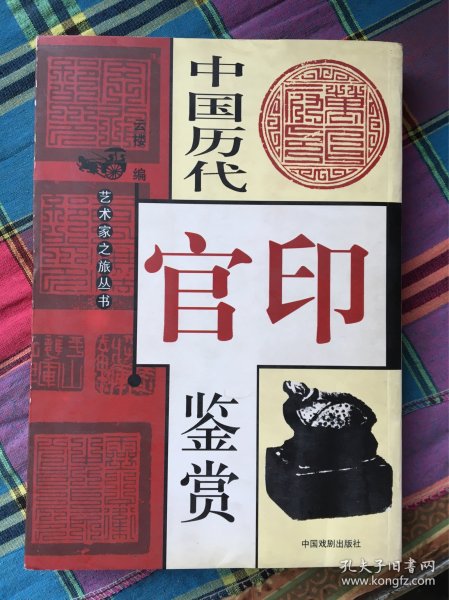 中国历代
官印
鉴赏
云楼 编
艺术家之旅丛书
中国戏剧出版社
孔夫子旧书网
www.kongfz.com